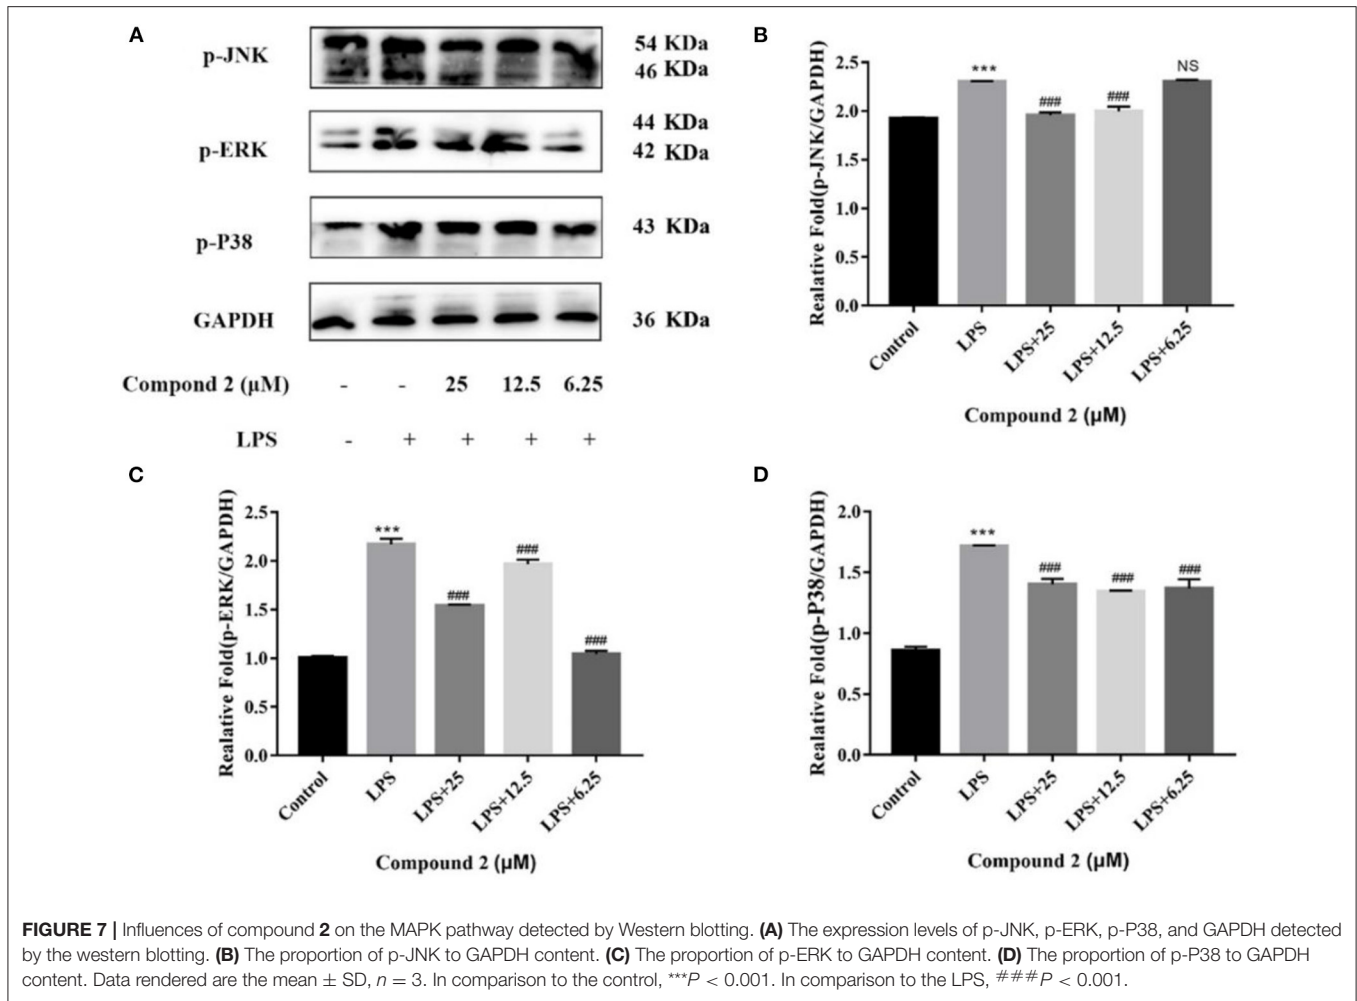 A
p-JNK
54 KDa
46 KDa
p-ERK
44 KDa
42 KDa
p-P38
43 KDa
GAPDH
36 KDa
Compond 2 (μM) - - 25 12.5 6.25
LPS - + + + +
B
Realative Fold(p-JNK/GAPDH)
2.5
2.0
1.5
1.0
0.5
0.0
***
###
###
NS
Control
LPS
LPS+25
LPS+12.5
LPS+6.25
Compound 2 (μM)
C
Realative Fold(p-ERK/GAPDH)
2.5
2.0
1.5
1.0
0.5
0.0
***
###
###
###
Control
LPS
LPS+25
LPS+12.5
LPS+6.25
Compound 2 (μM)
D
Realative Fold(p-P38/GAPDH)
2.0
1.5
1.0
0.5
0.0
***
###
###
###
Control
LPS
LPS+25
LPS+12.5
LPS+6.25
Compound 2 (μM)
FIGURE 7 | Influences of compound 2 on the MAPK pathway detected by Western blotting. (A) The expression levels of p-JNK, p-ERK, p-P38, and GAPDH detected
by the western blotting. (B) The proportion of p-JNK to GAPDH content. (C) The proportion of p-ERK to GAPDH content. (D) The proportion of p-P38 to GAPDH
content. Data rendered are the mean ± SD, n = 3. In comparison to the control, ***P < 0.001. In comparison to the LPS, ###P < 0.001.